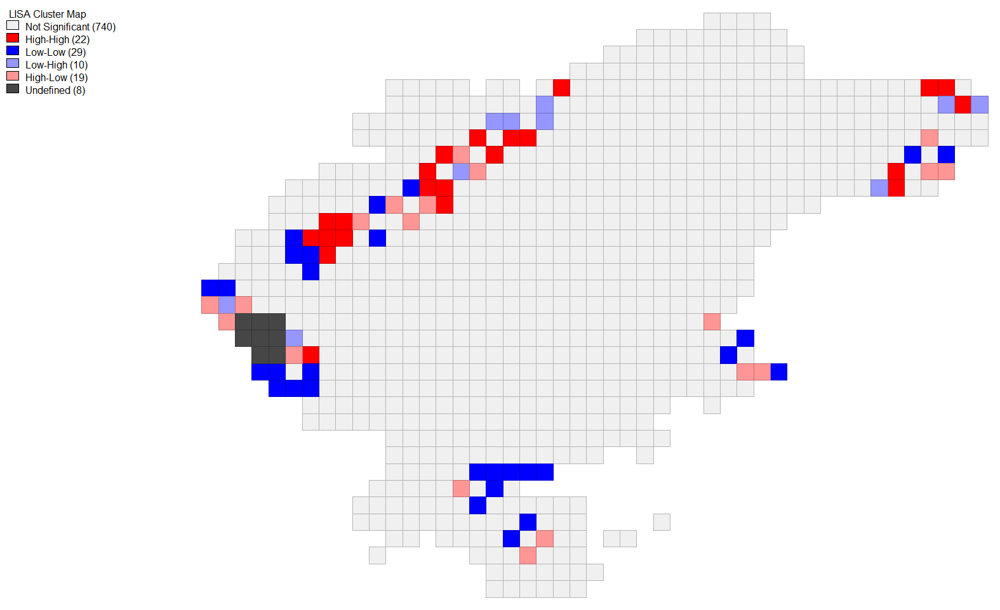 LISA Cluster Map
Not Significant (740)
High-High (22)
Low-Low (29)
Low-High (10)
High-Low (19)
Undefined (8)